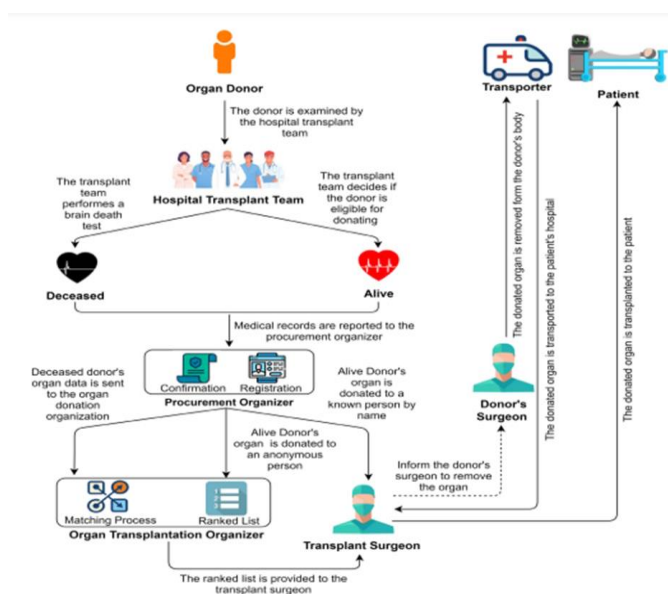 Organ Donor
The donor is examined by
the hospital transplant
team
Hospital Transplant Team
The transplant
team performes a
brain death
test
The transplant
team decides if
the donor is
eligible for
donating
Deceased
Alive
Medical records are reported to the
procurement organizer
Confirmation
Registration
Procurement Organizer
Deceased donor's
organ data is sent
to the organ
donation
organization
Alive Donor's
organ is donated to
an anonymous
person
Alive Donor's
organ is
donated to a
known person by
name
Matching Process
Ranked List
Organ Transplantation Organizer
The ranked list is provided to the
transplant surgeon
Transplant Surgeon
Inform the donor's
surgeon to remove
the organ
Donor's
Surgeon
The donated organ is removed form the donor's body
Transporter
The donated organ is transported to the patient's hospital
Patient
The donated organ is transplanted to the patient